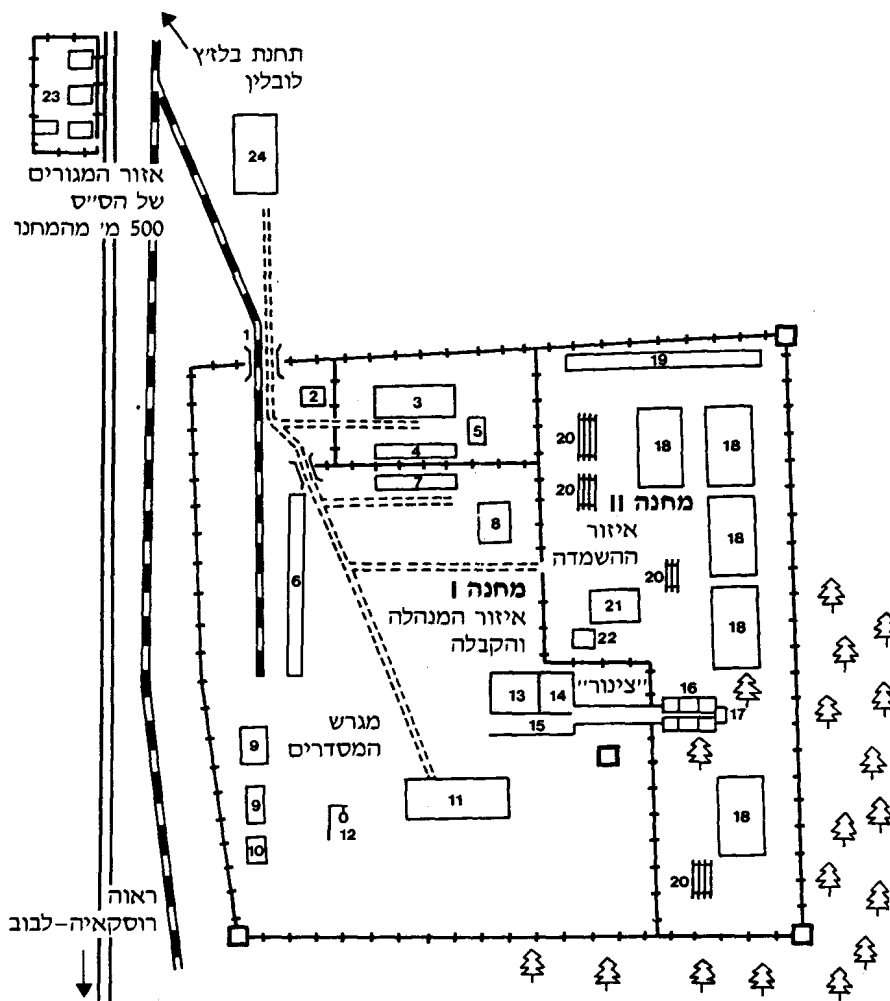 תחנת בלז'ץ
לובלין
23
24
אזור המגורים
של הס״ס
500 מ' מהמחנו
1
2
3
4
5
19
20
18
18
7
20
מחנה II
איזור
ההשמדה
8
18
6
20
מחנה I
איזור המנהלה
והקבלה
21
22
18
"צינור"
13
14
16
17
15
מגרש
המסדרים
9
9
11
12
18
10
20
ראוה
רוסקאיה-לבוב